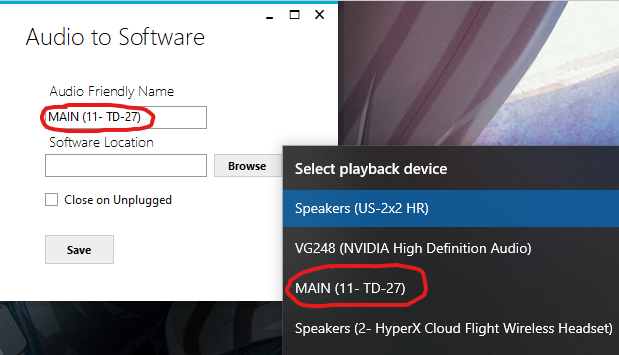 Audio to Software
Audio Friendly Name
MAIN (11- TD-27)
Software Location
Browse
Close on Unplugged
Save
Select playback device
Speakers (US-2x2 HR)
VG248 (NVIDIA High Definition Audio)
MAIN (11- TD-27)
Speakers (2- HyperX Cloud Flight Wireless Headset)